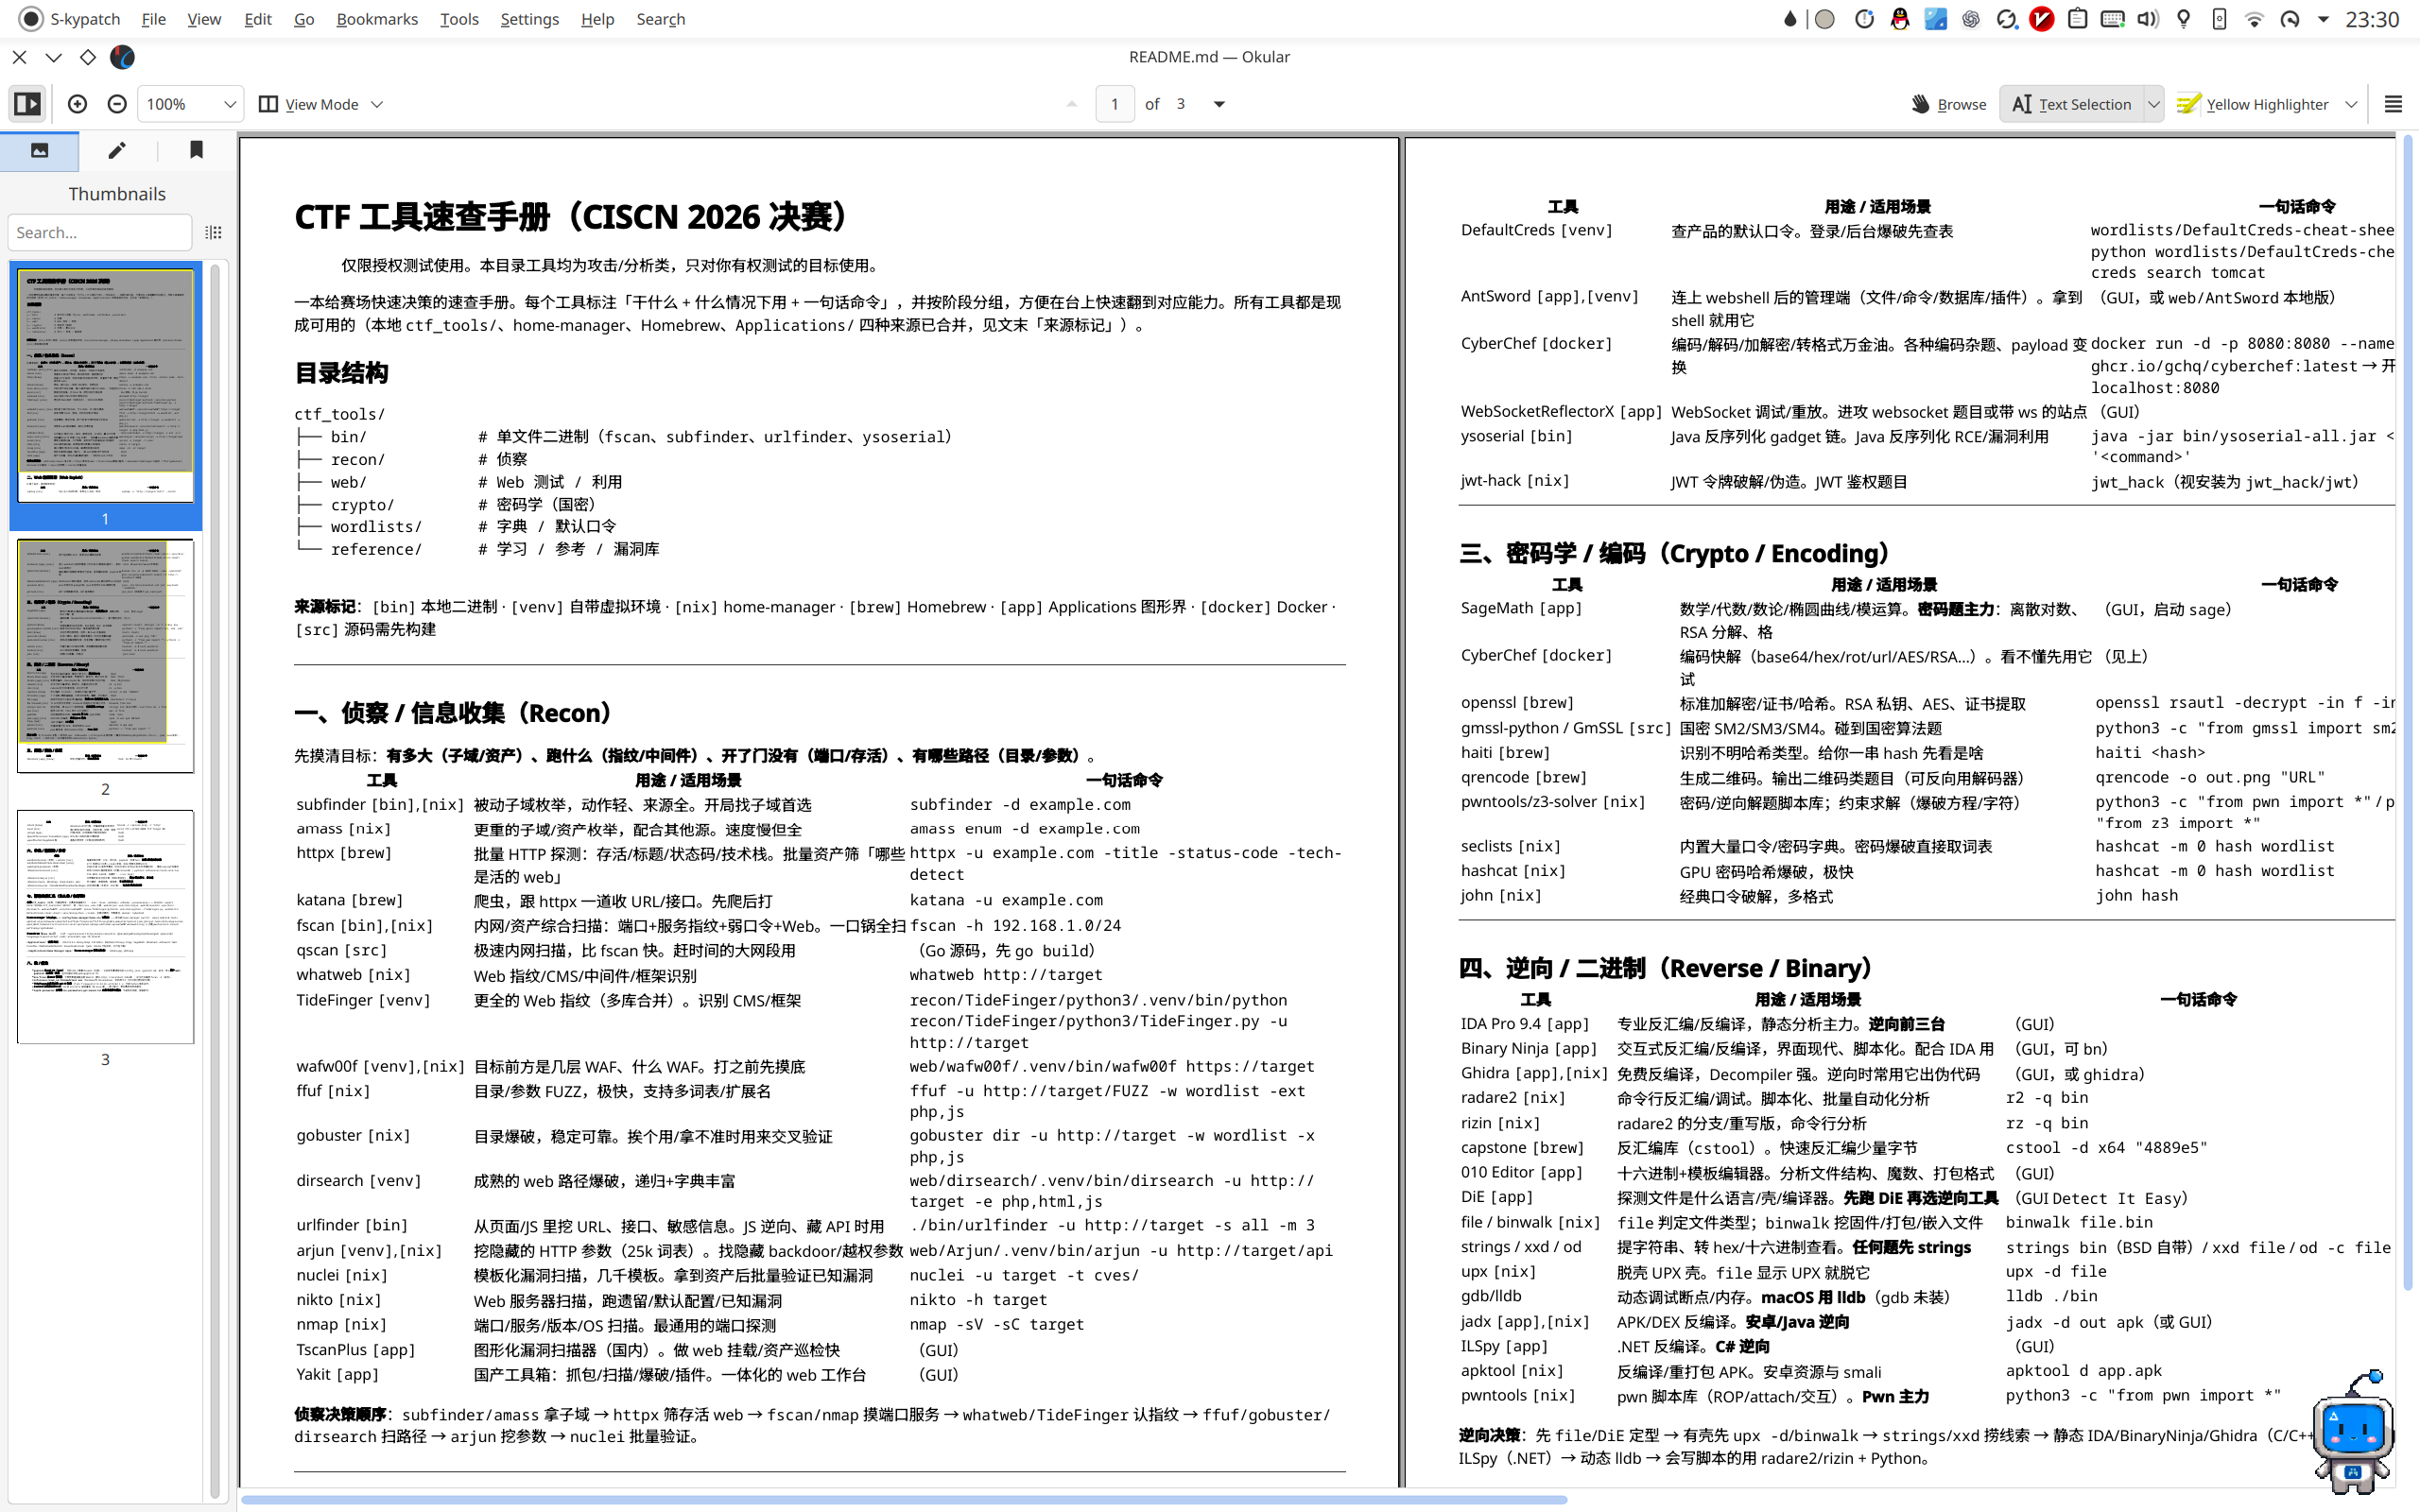 S-kypatch File View Edit Go Bookmarks Tools Settings Help Search 23:30
README.md — Okular
100% View Mode 1 of 3 Browse Text Selection Yellow Highlighter
Thumbnails
Search...
1
2
3
CTF 工具速查手册（CISCN 2026 决赛）
仅限授权测试使用。本目录工具均为攻击/分析类，只对你有权测试的目标使用。
一本给赛场快速决策的速查手册。每个工具标注「干什么 + 什么情况下用 + 一句话命令」，并按阶段分组，方便在台上快速翻到对应能力。所有工具都是现
成可用的（本地 ctf_tools/、home-manager、Homebrew、Applications/ 四种来源已合并，见文末「来源标记」）。
目录结构
ctf_tools/
├── bin/ # 单文件二进制（fscan、subfinder、urlfinder、ysoserial）
├── recon/ # 侦察
├── web/ # Web 测试 / 利用
├── crypto/ # 密码学（国密）
├── wordlists/ # 字典 / 默认口令
└── reference/ # 学习 / 参考 / 漏洞库
来源标记：[bin] 本地二进制 · [venv] 自带虚拟环境 · [nix] home-manager · [brew] Homebrew · [app] Applications 图形界 · [docker] Docker ·
[src] 源码需先构建
一、侦察 / 信息收集（Recon）
先摸清目标：有多大（子域/资产）、跑什么（指纹/中间件）、开了门没有（端口/存活）、有哪些路径（目录/参数）。
工具 用途 / 适用场景 一句话命令
subfinder [bin],[nix] 被动子域枚举，动作轻、来源全。开局找子域首选 subfinder -d example.com
amass [nix] 更重的子域/资产枚举，配合其他源。速度慢但全 amass enum -d example.com
httpx [brew] 批量 HTTP 探测：存活/标题/状态码/技术栈。批量资产筛「哪些 httpx -u example.com -title -status-code -tech-
是活的 web」 detect
katana [brew] 爬虫，跟 httpx 一道收 URL/接口。先爬后打 katana -u example.com
fscan [bin],[nix] 内网/资产综合扫描：端口+服务指纹+弱口令+Web。一口锅全扫 fscan -h 192.168.1.0/24
qscan [src] 极速内网扫描，比 fscan 快。赶时间的大网段用 （Go 源码，先 go build）
whatweb [nix] Web 指纹/CMS/中间件/框架识别 whatweb http://target
TideFinger [venv] 更全的 Web 指纹（多库合并）。识别 CMS/框架 recon/TideFinger/python3/.venv/bin/python
recon/TideFinger/python3/TideFinger.py -u
http://target
wafw00f [venv],[nix] 目标前方是几层 WAF、什么 WAF。打之前先摸底 web/wafw00f/.venv/bin/wafw00f https://target
ffuf [nix] 目录/参数 FUZZ，极快，支持多词表/扩展名 ffuf -u http://target/FUZZ -w wordlist -ext
php,js
gobuster [nix] 目录爆破，稳定可靠。挨个用/拿不准时用来交叉验证 gobuster dir -u http://target -w wordlist -x
php,js
dirsearch [venv] 成熟的 web 路径爆破，递归+字典丰富 web/dirsearch/.venv/bin/dirsearch -u http://
target -e php,html,js
urlfinder [bin] 从页面/JS 里挖 URL、接口、敏感信息。JS 逆向、藏 API 时用 ./bin/urlfinder -u http://target -s all -m 3
arjun [venv],[nix] 挖隐藏的 HTTP 参数（25k 词表）。找隐藏 backdoor/越权参数 web/Arjun/.venv/bin/arjun -u http://target/api
nuclei [nix] 模板化漏洞扫描，几千模板。拿到资产后批量验证已知漏洞 nuclei -u target -t cves/
nikto [nix] Web 服务器扫描，跑遗留/默认配置/已知漏洞 nikto -h target
nmap [nix] 端口/服务/版本/OS 扫描。最通用的端口探测 nmap -sV -sC target
TscanPlus [app] 图形化漏洞扫描器（国内）。做 web 挂载/资产巡检快 （GUI）
Yakit [app] 国产工具箱：抓包/扫描/爆破/插件。一体化的 web 工作台 （GUI）
侦察决策顺序：subfinder/amass 拿子域 → httpx 筛存活 web → fscan/nmap 摸端口服务 → whatweb/TideFinger 认指纹 → ffuf/gobuster/
dirsearch 扫路径 → arjun 挖参数 → nuclei 批量验证。
工具 用途 / 适用场景 一句话命令
DefaultCreds [venv] 查产品的默认口令。登录/后台爆破先查表 wordlists/DefaultCreds-cheat-shee
python wordlists/DefaultCreds-che
creds search tomcat
AntSword [app],[venv] 连上 webshell 后的管理端（文件/命令/数据库/插件）。拿到 （GUI，或 web/AntSword 本地版）
shell 就用它
CyberChef [docker] 编码/解码/加解密/转格式万金油。各种编码杂题、payload 变 docker run -d -p 8080:8080 --name
换 ghcr.io/gchq/cyberchef:latest → 开
localhost:8080
WebSocketReflectorX [app] WebSocket 调试/重放。进攻 websocket 题目或带 ws 的站点 （GUI）
ysoserial [bin] Java 反序列化 gadget 链。Java 反序列化 RCE/漏洞利用 java -jar bin/ysoserial-all.jar <
'<command>'
jwt-hack [nix] JWT 令牌破解/伪造。JWT 鉴权题目 jwt_hack（视安装为 jwt_hack/jwt）
三、密码学 / 编码（Crypto / Encoding）
工具 用途 / 适用场景 一句话命令
SageMath [app] 数学/代数/数论/椭圆曲线/模运算。密码题主力：离散对数、 （GUI，启动 sage）
RSA 分解、格
CyberChef [docker] 编码快解（base64/hex/rot/url/AES/RSA…）。看不懂先用它 （见上）
试
openssl [brew] 标准加解密/证书/哈希。RSA 私钥、AES、证书提取 openssl rsautl -decrypt -in f -in
gmssl-python / GmSSL [src] 国密 SM2/SM3/SM4。碰到国密算法题 python3 -c "from gmssl import sm2
haiti [brew] 识别不明哈希类型。给你一串 hash 先看是啥 haiti <hash>
qrencode [brew] 生成二维码。输出二维码类题目（可反向用解码器） qrencode -o out.png "URL"
pwntools/z3-solver [nix] 密码/逆向解题脚本库；约束求解（爆破方程/字符） python3 -c "from pwn import *" / p
"from z3 import *"
seclists [nix] 内置大量口令/密码字典。密码爆破直接取词表 hashcat -m 0 hash wordlist
hashcat [nix] GPU 密码哈希爆破，极快 hashcat -m 0 hash wordlist
john [nix] 经典口令破解，多格式 john hash
四、逆向 / 二进制（Reverse / Binary）
工具 用途 / 适用场景 一句话命令
IDA Pro 9.4 [app] 专业反汇编/反编译，静态分析主力。逆向前三台 （GUI）
Binary Ninja [app] 交互式反汇编/反编译，界面现代、脚本化。配合 IDA 用 （GUI，可 bn）
Ghidra [app],[nix] 免费反编译，Decompiler 强。逆向时常用它出伪代码 （GUI，或 ghidra）
radare2 [nix] 命令行反汇编/调试。脚本化、批量自动化分析 r2 -q bin
rizin [nix] radare2 的分支/重写版，命令行分析 rz -q bin
capstone [brew] 反汇编库（cstool）。快速反汇编少量字节 cstool -d x64 "4889e5"
010 Editor [app] 十六进制+模板编辑器。分析文件结构、魔数、打包格式 （GUI）
DiE [app] 探测文件是什么语言/壳/编译器。先跑 DiE 再选逆向工具 （GUI Detect It Easy）
file / binwalk [nix] file 判定文件类型；binwalk 挖固件/打包/嵌入文件 binwalk file.bin
strings / xxd / od 提字符串、转 hex/十六进制查看。任何题先 strings strings bin（BSD 自带）/ xxd file / od -c file
upx [nix] 脱壳 UPX 壳。file 显示 UPX 就脱它 upx -d file
gdb/lldb 动态调试断点/内存。macOS 用 lldb（gdb 未装） lldb ./bin
jadx [app],[nix] APK/DEX 反编译。安卓/Java 逆向 jadx -d out apk（或 GUI）
ILSpy [app] .NET 反编译。C# 逆向 （GUI）
apktool [nix] 反编译/重打包 APK。安卓资源与 smali apktool d app.apk
pwntools [nix] pwn 脚本库（ROP/attach/交互）。Pwn 主力 python3 -c "from pwn import *"
逆向决策：先 file/DiE 定型 → 有壳先 upx -d/binwalk → strings/xxd 捞线索 → 静态 IDA/BinaryNinja/Ghidra（C/C++
ILSpy（.NET）→ 动态 lldb → 会写脚本的用 radare2/rizin + Python。